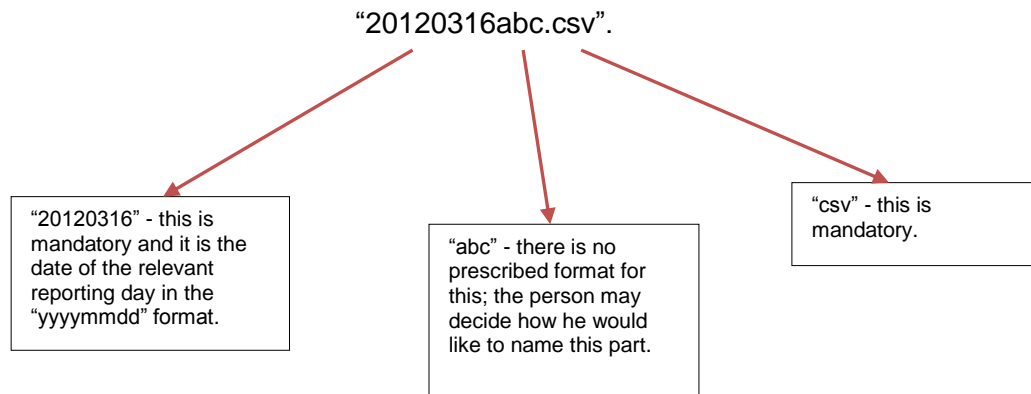 “20120316abc.csv”.
“20120316” - this is
mandatory and it is the
date of the relevant
reporting day in the
“yyyymmdd” format.
“abc” - there is no
prescribed format for
this; the person may
decide how he would
like to name this part.
“csv” - this is
mandatory.